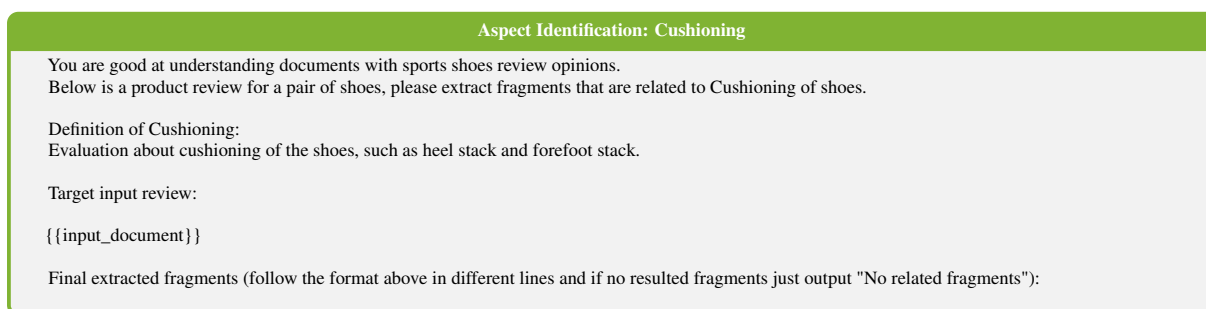 Aspect Identification: Cushioning
You are good at understanding documents with sports shoes review opinions.
Below is a product review for a pair of shoes, please extract fragments that are related to Cushioning of shoes.
Definition of Cushioning:
Evaluation about cushioning of the shoes, such as heel stack and forefoot stack.
Target input review:
{{input_document}}
Final extracted fragments (follow the format above in different lines and if no resulted fragments just output "No related fragments"):